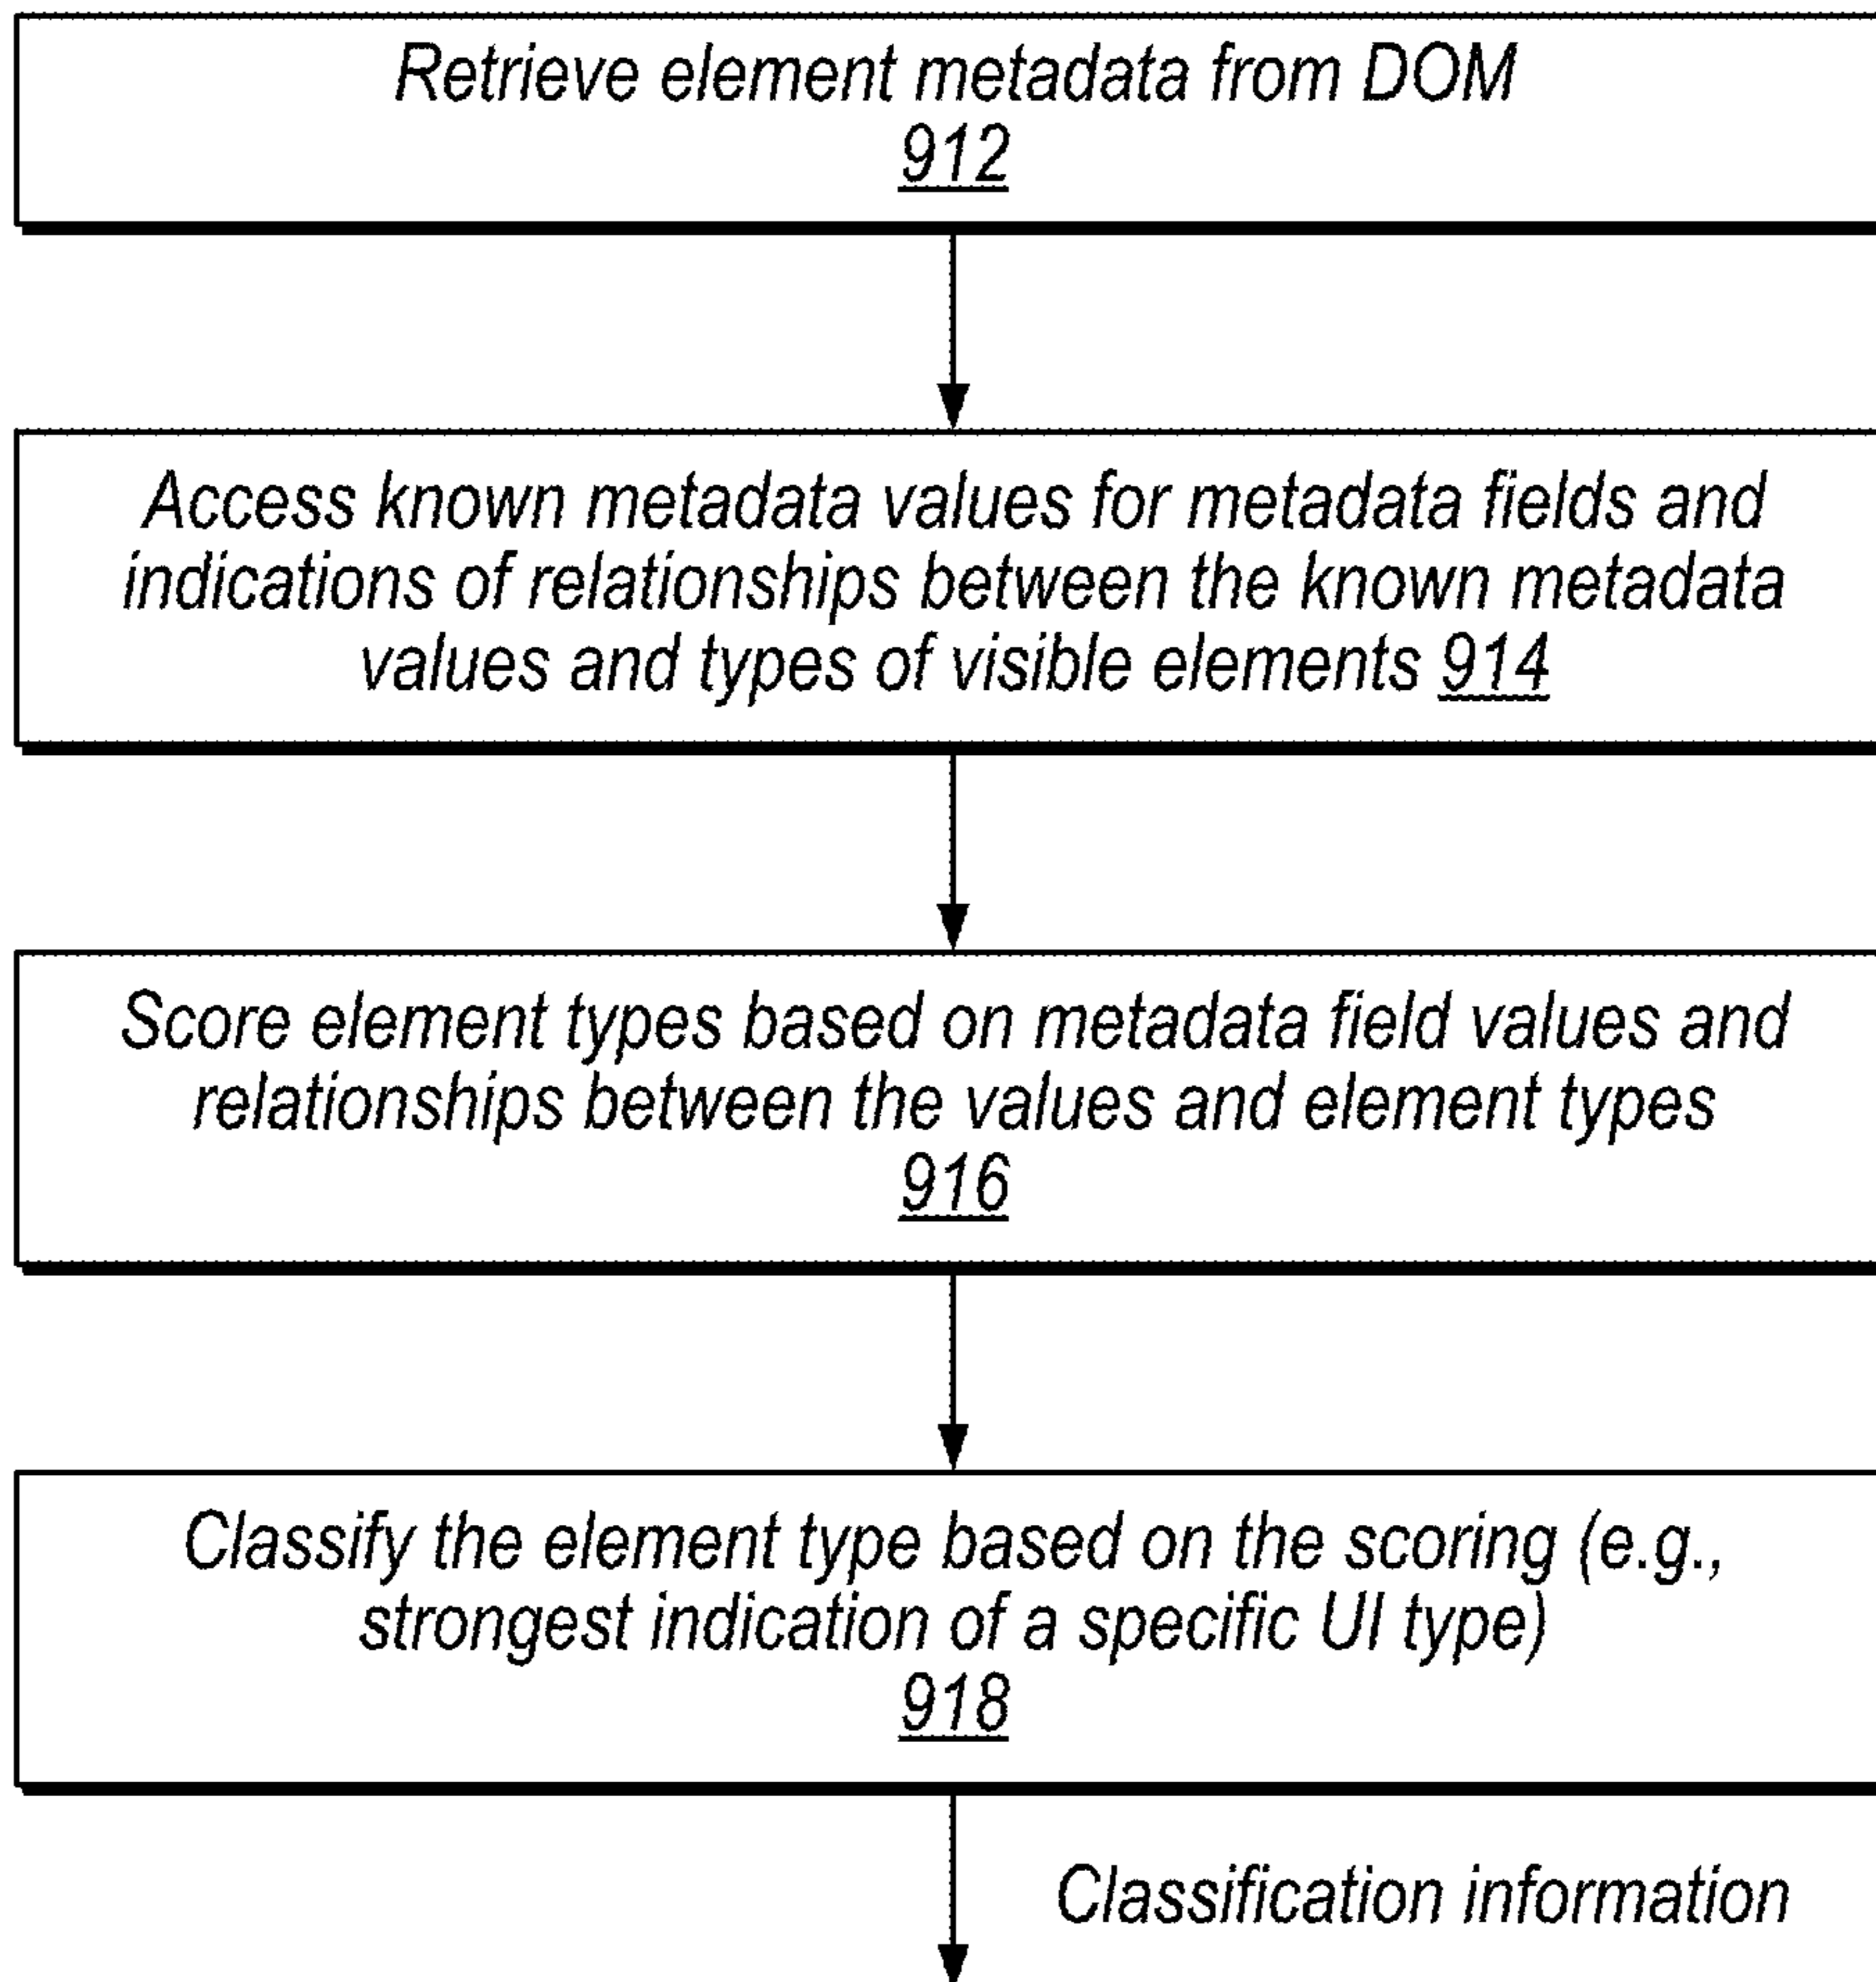 Retrieve element metadata from DOM
912
Access known metadata values for metadata fields and
indications of relationships between the known metadata
values and types of visible elements 914
Score element types based on metadata field values and
relationships between the values and element types
916
Classify the element type based on the scoring (e.g.,
strongest indication of a specific UI type)
918
Classification information